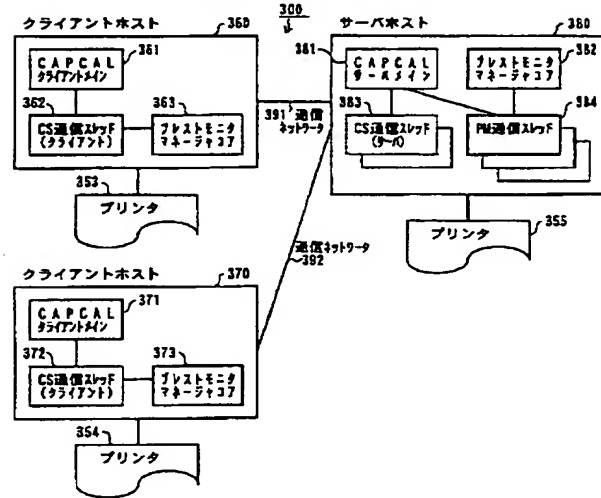 300
クライアントホスト
360
CAPCAL
クライアントメイン
361
362
CS通信スレッド
(クライアント)
363
プレストモニタ
マネージャコア
353
プリンタ
391
通信
ネットワーク
サーバホスト
380
381
CAPCAL
サーバメイン
プレストモニタ
マネージャコア
382
383
CS通信スレッド
(サーバ)
PM通信スレッド
384
プリンタ
355
通信ネットワーク
392
クライアントホスト
370
CAPCAL
クライアントメイン
371
372
CS通信スレッド
(クライアント)
373
プレストモニタ
マネージャコア
354
プリンタ